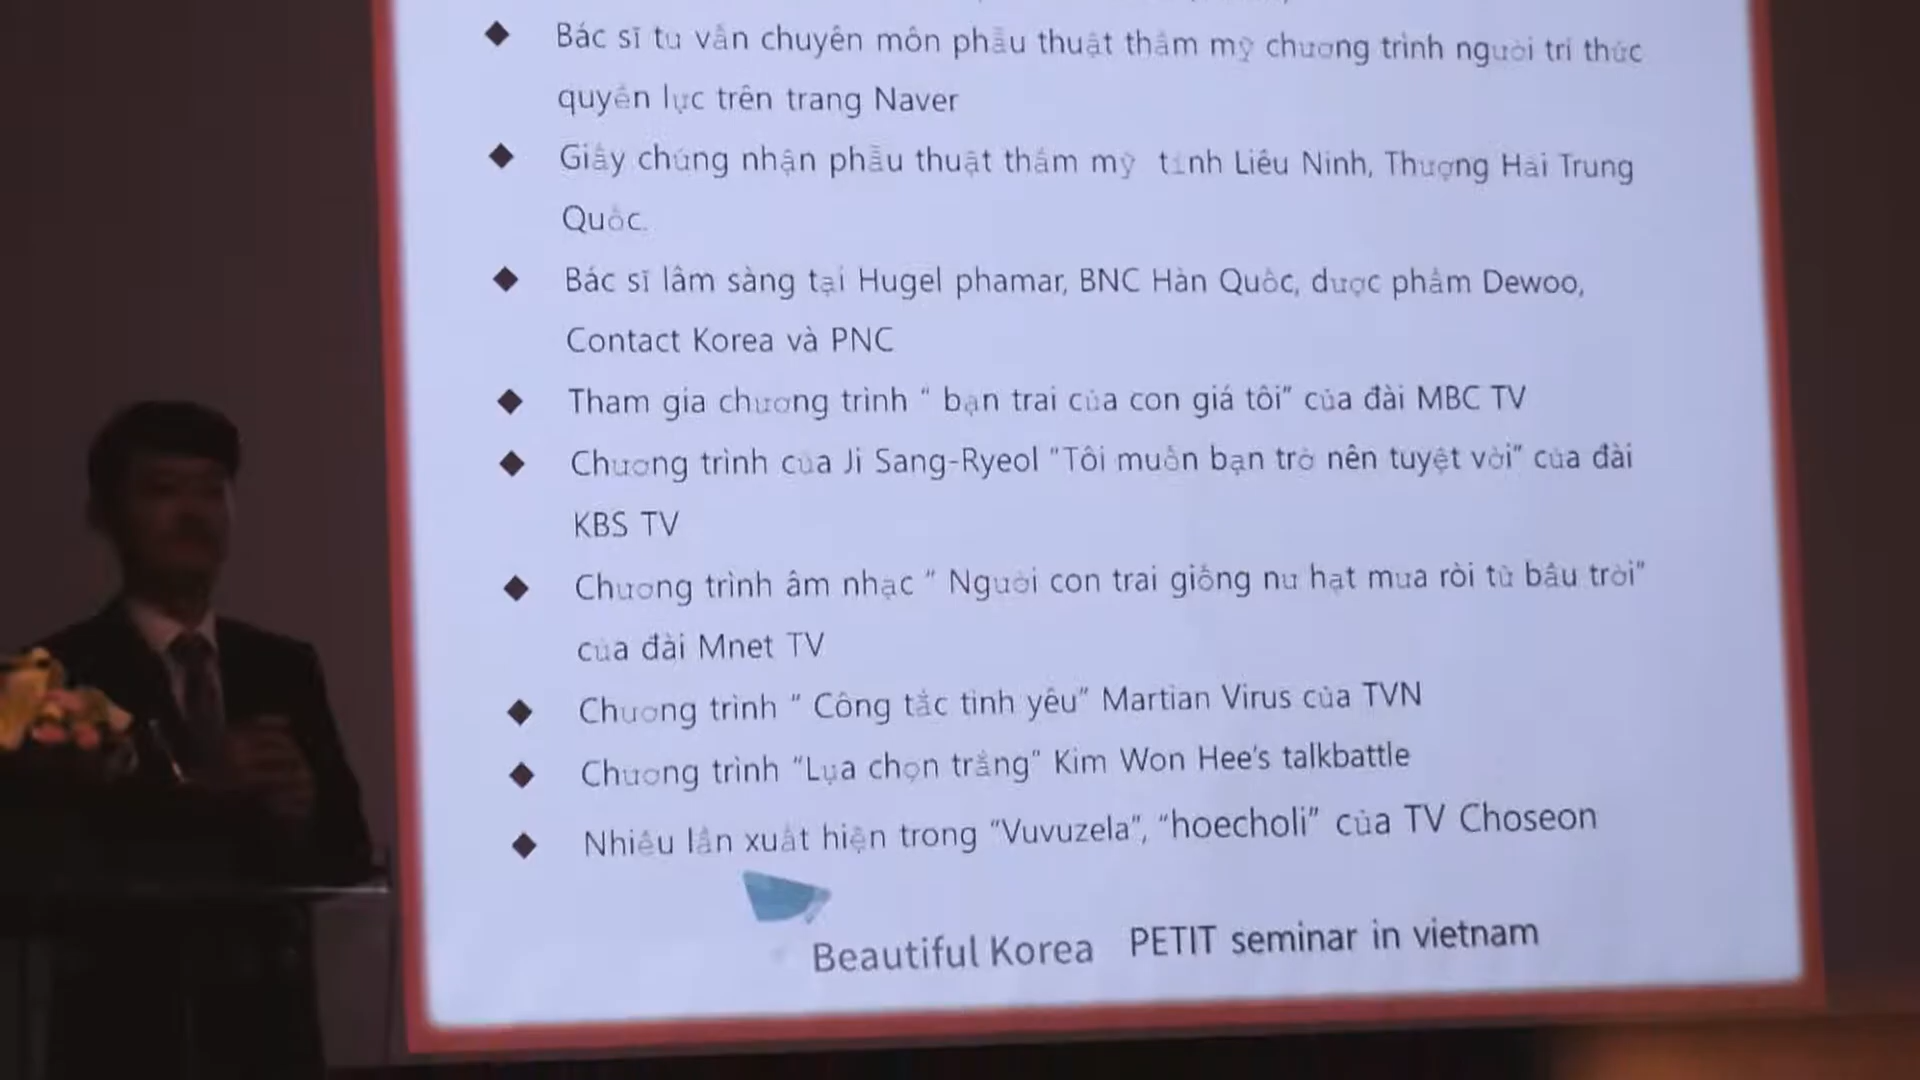 Bác sĩ tu vấn chuyên môn phẫu thuật thẩm mỹ chương trình người trí thức
quyền lực trên trang Naver
Giấy chúng nhận phẫu thuật thẩm mỹ tỉnh Liêu Ninh, Thượng Hải Trung
Quốc.
Bác sĩ lâm sàng tại Hugel phamar, BNC Hàn Quốc, dược phẩm Dewoo,
Contact Korea và PNC
Tham gia chương trình “ bạn trai của con giá tôi” của đài MBC TV
Chương trình của Ji Sang-Ryeol "Tôi muốn bạn trở nên tuyệt vời" của đài
KBS TV
Chương trình âm nhạc “ Người con trai giống nu hạt mưa ròi từ bầu trời”
của đài Mnet TV
Chương trình “ Công tắc tinh yêu” Martian Virus của TVN
Chương trình “Lựa chọn trắng” Kim Won Hee's talkbattle
Nhiều lần xuất hiện trong “Vuvuzela”, “hoecholi” của TV Choseon
Beautiful Korea PETIT seminar in vietnam